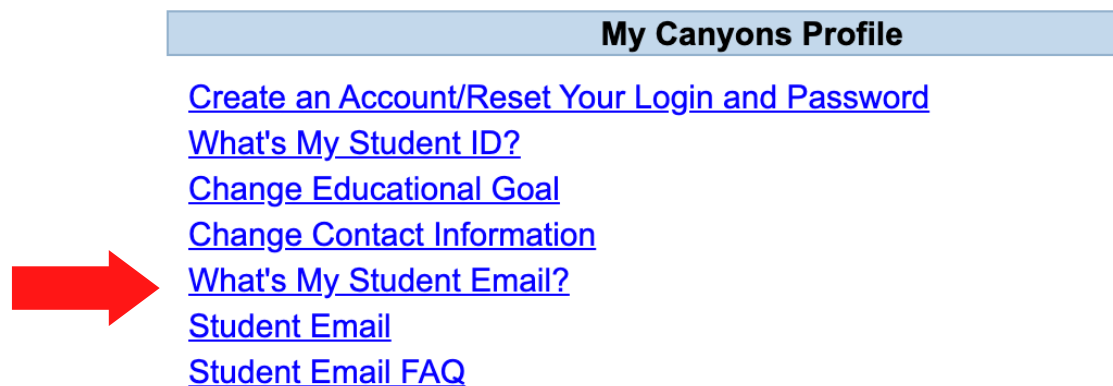 My Canyons Profile
Create an Account/Reset Your Login and Password
What's My Student ID?
Change Educational Goal
Change Contact Information
What's My Student Email?
Student Email
Student Email FAQ